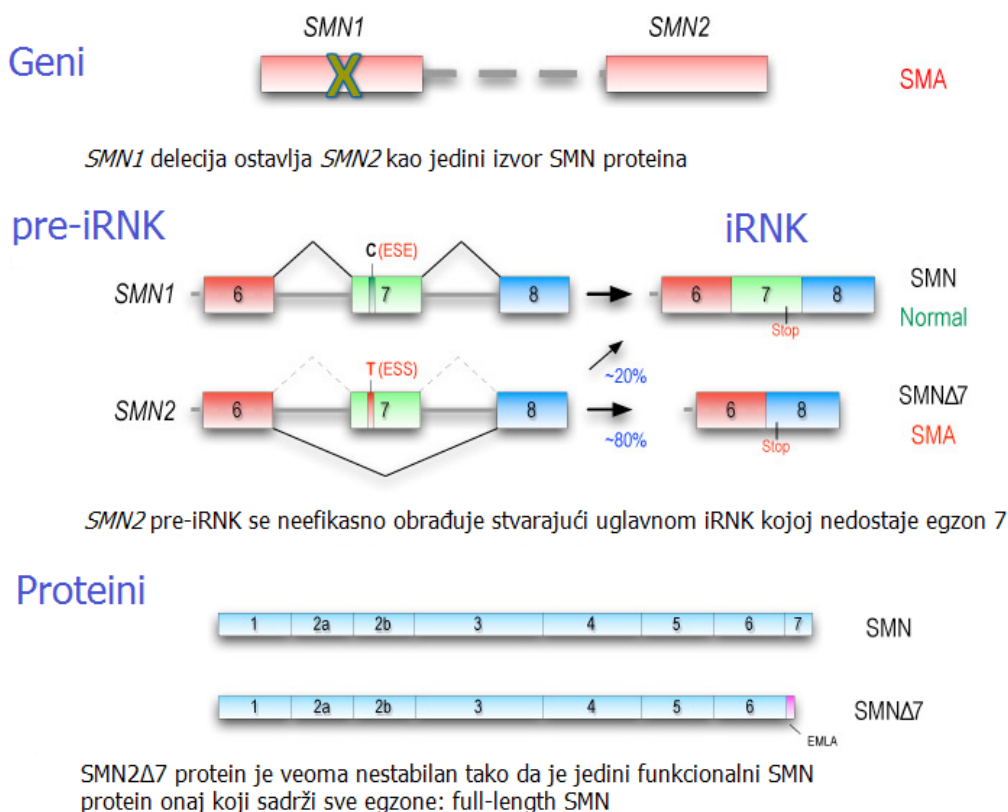 SMN1 SMN2
Geni
X
SMA
SMN1 delecija ostavlja SMN2 kao jedini izvor SMN proteina
pre-iRNK iRNK
C (ESE)
SMN1 6 7 8 6 7 8 SMN
Stop Normal
T (ESS) ~20%
SMN2 6 7 8 6 8 SMNΔ7
~80% Stop SMA
SMN2 pre-iRNK se neefikasno obrađuje stvarajući uglavnom iRNK kojoj nedostaje egzon 7
Proteini
1 2a 2b 3 4 5 6 7 SMN
1 2a 2b 3 4 5 6 SMNΔ7
EMLA
SMN2Δ7 protein je veoma nestabilan tako da je jedini funkcionalni SMN
protein onaj koji sadrži sve egzone: full-length SMN